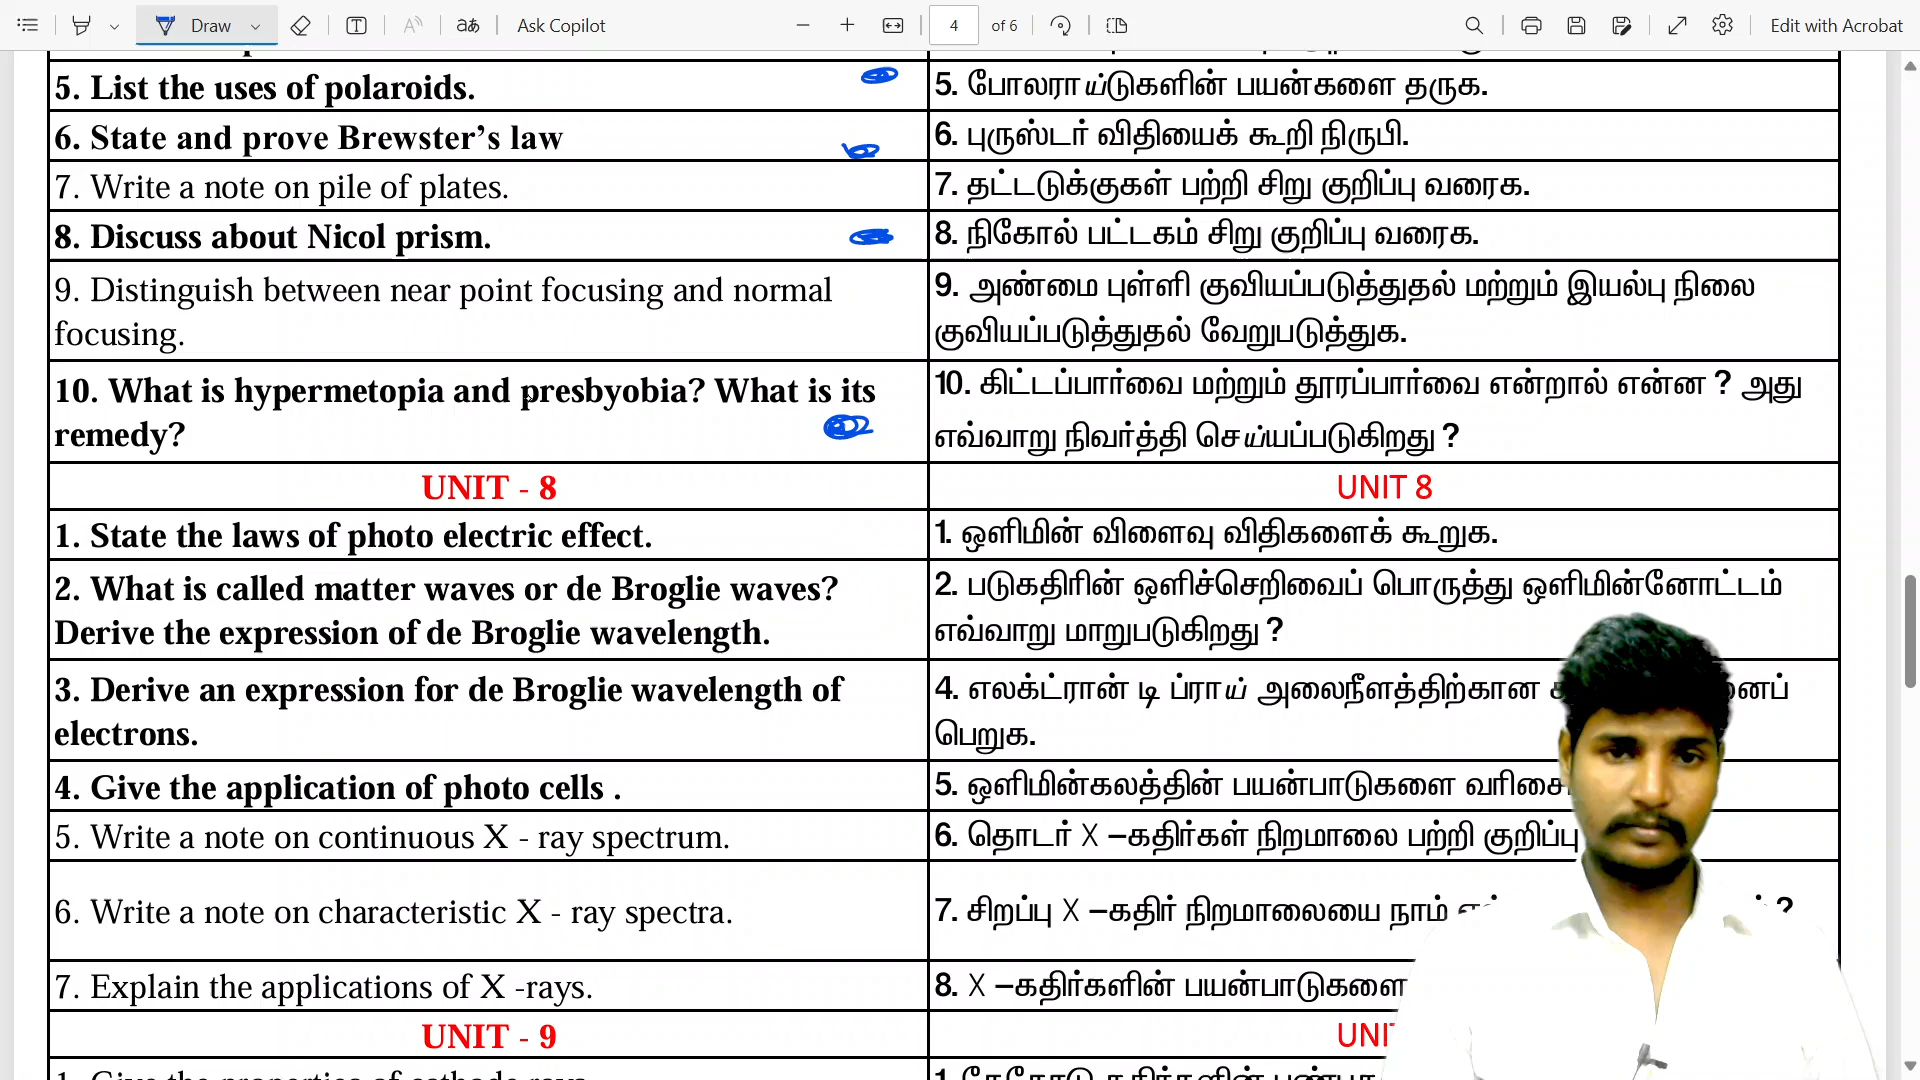 Draw
Ask Copilot
4 of 6
Edit with Acrobat
5. List the uses of polaroids.
5. போலராய்டுகளின் பயன்களை தருக.
6. State and prove Brewster’s law
6. புருஸ்டர் விதியைக் கூறி நிருபி.
7. Write a note on pile of plates.
7. தட்டடுக்குகள் பற்றி சிறு குறிப்பு வரைக.
8. Discuss about Nicol prism.
8. நிகோல் பட்டகம் சிறு குறிப்பு வரைக.
9. Distinguish between near point focusing and normal
focusing.
9. அண்மை புள்ளி குவியப்படுத்துதல் மற்றும் இயல்பு நிலை
குவியப்படுத்துதல் வேறுபடுத்துக.
10. What is hypermetopia and presbyobia? What is its
remedy?
10. கிட்டப்பார்வை மற்றும் தூரப்பார்வை என்றால் என்ன ? அது
எவ்வாறு நிவர்த்தி செய்யப்படுகிறது ?
UNIT - 8
UNIT 8
1. State the laws of photo electric effect.
1. ஒளிமின் விளைவு விதிகளைக் கூறுக.
2. What is called matter waves or de Broglie waves?
Derive the expression of de Broglie wavelength.
2. படுகதிரின் ஒளிச்செறிவைப் பொருத்து ஒளிமின்னோட்டம்
எவ்வாறு மாறுபடுகிறது ?
3. Derive an expression for de Broglie wavelength of
electrons.
4. எலக்ட்ரான் டி ப்ராய் அலைநீளத்திற்கான
பெறுக.
4. Give the application of photo cells .
5. ஒளிமின்கலத்தின் பயன்பாடுகளை
5. Write a note on continuous X - ray spectrum.
6. தொடர் X –கதிர்கள் நிறமாலை பற்றி குறிப்பு
6. Write a note on characteristic X - ray spectra.
7. சிறப்பு X –கதிர் நிறமாலையை நாம்
7. Explain the applications of X -rays.
8. X –கதிர்களின் பயன்பாடுகளை
UNIT - 9
1. Give the properties of cathode rays.